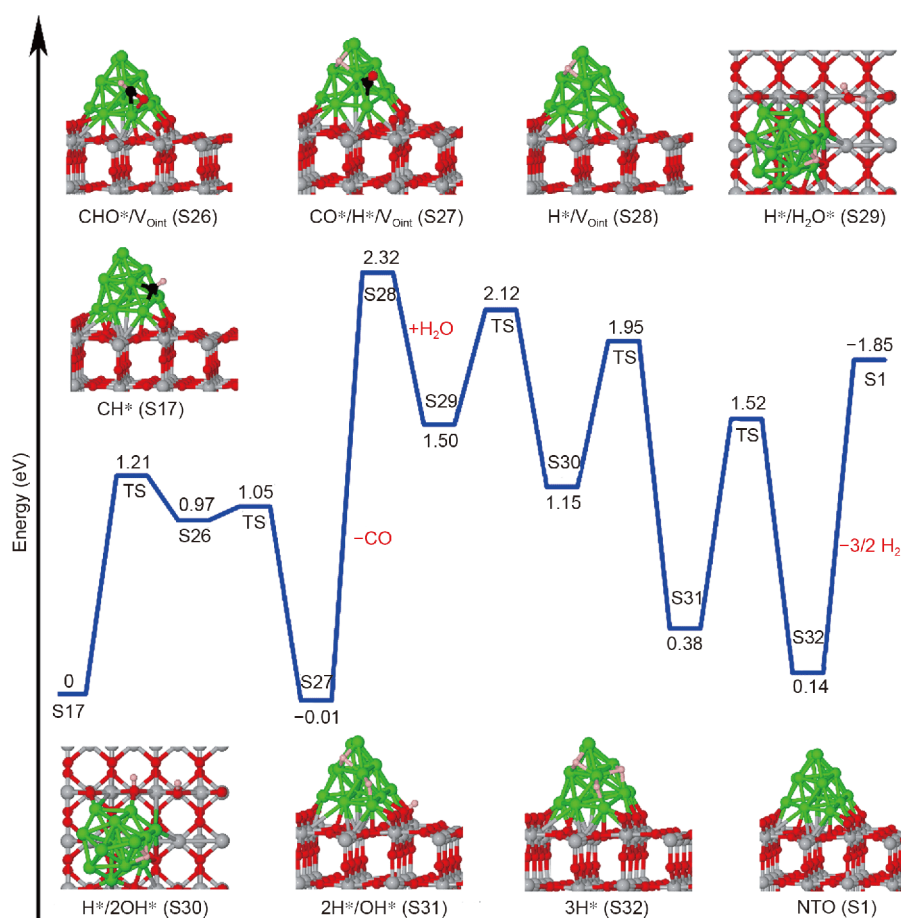 CHO*/VOint (S26)
CO*/H*/VOint (S27)
H*/VOint (S28)
H*/H2O* (S29)
CH* (S17)
Energy (eV)
0
S17
1.21
TS
0.97
S26
1.05
TS
S27
−0.01
−CO
2.32
S28
+H2O
S29
1.50
2.12
TS
S30
1.15
1.95
TS
S31
0.38
1.52
TS
S32
0.14
−3/2 H2
−1.85
S1
H*/2OH* (S30)
2H*/OH* (S31)
3H* (S32)
NTO (S1)